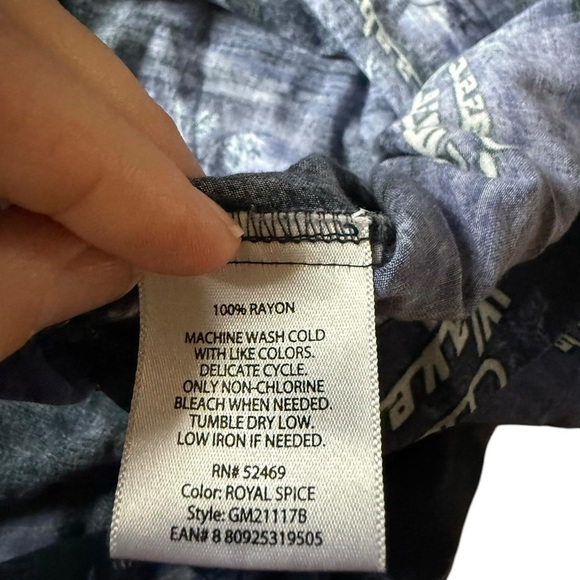 100% RAYON
MACHINE WASH COLD
WITH LIKE COLORS.
DELICATE CYCLE.
ONLY NON-CHLORINE
BLEACH WHEN NEEDED.
TUMBLE DRY LOW.
LOW IRON IF NEEDED.
RN# 52469
Color: ROYAL SPICE
Style: GM21117B
EAN# 8 80925319505